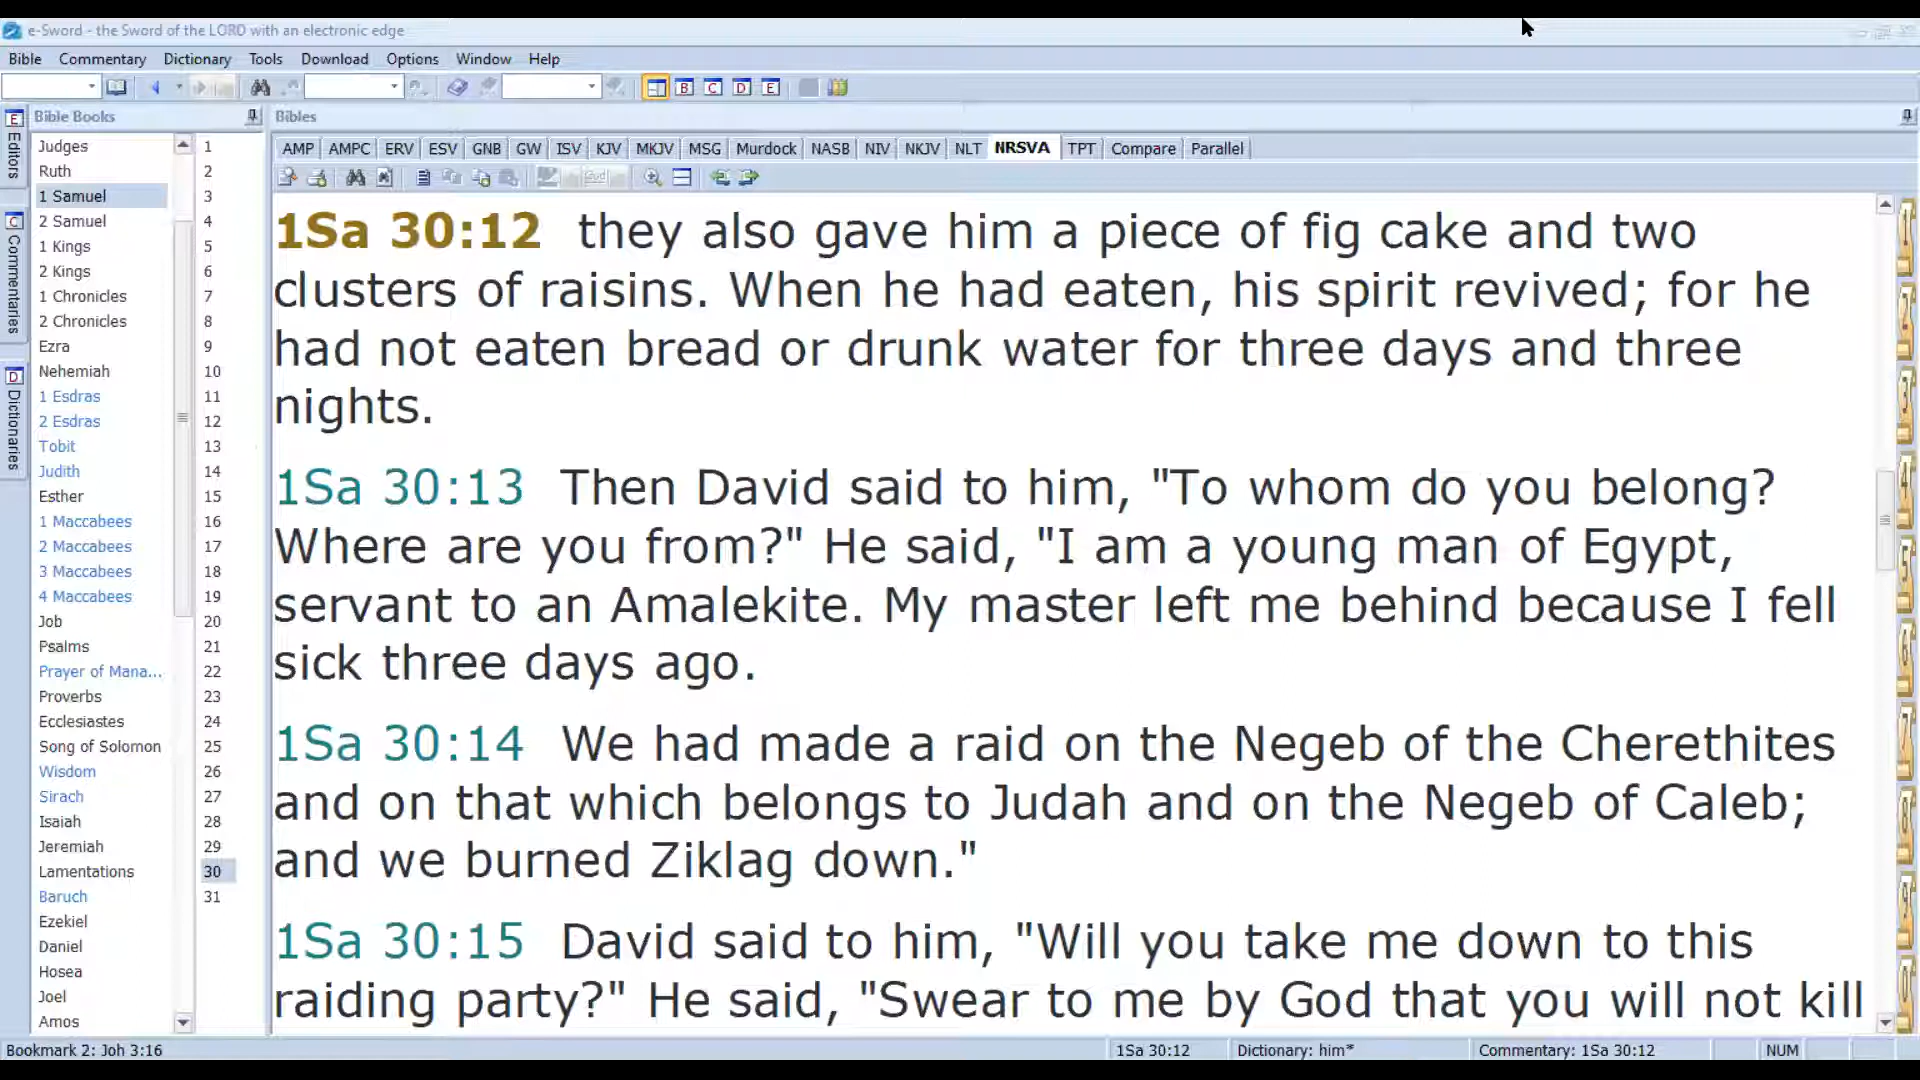 e-Sword - the Sword of the LORD with an electronic edge
Bible Commentary Dictionary Tools Download Options Window Help
B C D E
Bible Books
Bibles
E Editors
C Commentaries
D Dictionaries
AMP AMPC ERV ESV GNB GW ISV KJV MKJV MSG Murdock NASB NIV NKJV NLT NRSVA TPT Compare Parallel
Judges
Ruth
1 Samuel
2 Samuel
1 Kings
2 Kings
1 Chronicles
2 Chronicles
Ezra
Nehemiah
1 Esdras
2 Esdras
Tobit
Judith
Esther
1 Maccabees
2 Maccabees
3 Maccabees
4 Maccabees
Job
Psalms
Prayer of Mana...
Proverbs
Ecclesiastes
Song of Solomon
Wisdom
Sirach
Isaiah
Jeremiah
Lamentations
Baruch
Ezekiel
Daniel
Hosea
Joel
Amos
1
2
3
4
5
6
7
8
9
10
11
12
13
14
15
16
17
18
19
20
21
22
23
24
25
26
27
28
29
30
31
1Sa 30:12 they also gave him a piece of fig cake and two
clusters of raisins. When he had eaten, his spirit revived; for he
had not eaten bread or drunk water for three days and three
nights.
1Sa 30:13 Then David said to him, "To whom do you belong?
Where are you from?" He said, "I am a young man of Egypt,
servant to an Amalekite. My master left me behind because I fell
sick three days ago.
1Sa 30:14 We had made a raid on the Negeb of the Cherethites
and on that which belongs to Judah and on the Negeb of Caleb;
and we burned Ziklag down."
1Sa 30:15 David said to him, "Will you take me down to this
raiding party?" He said, "Swear to me by God that you will not kill
Bookmark 2: Joh 3:16
1Sa 30:12
Dictionary: him*
Commentary: 1Sa 30:12
NUM